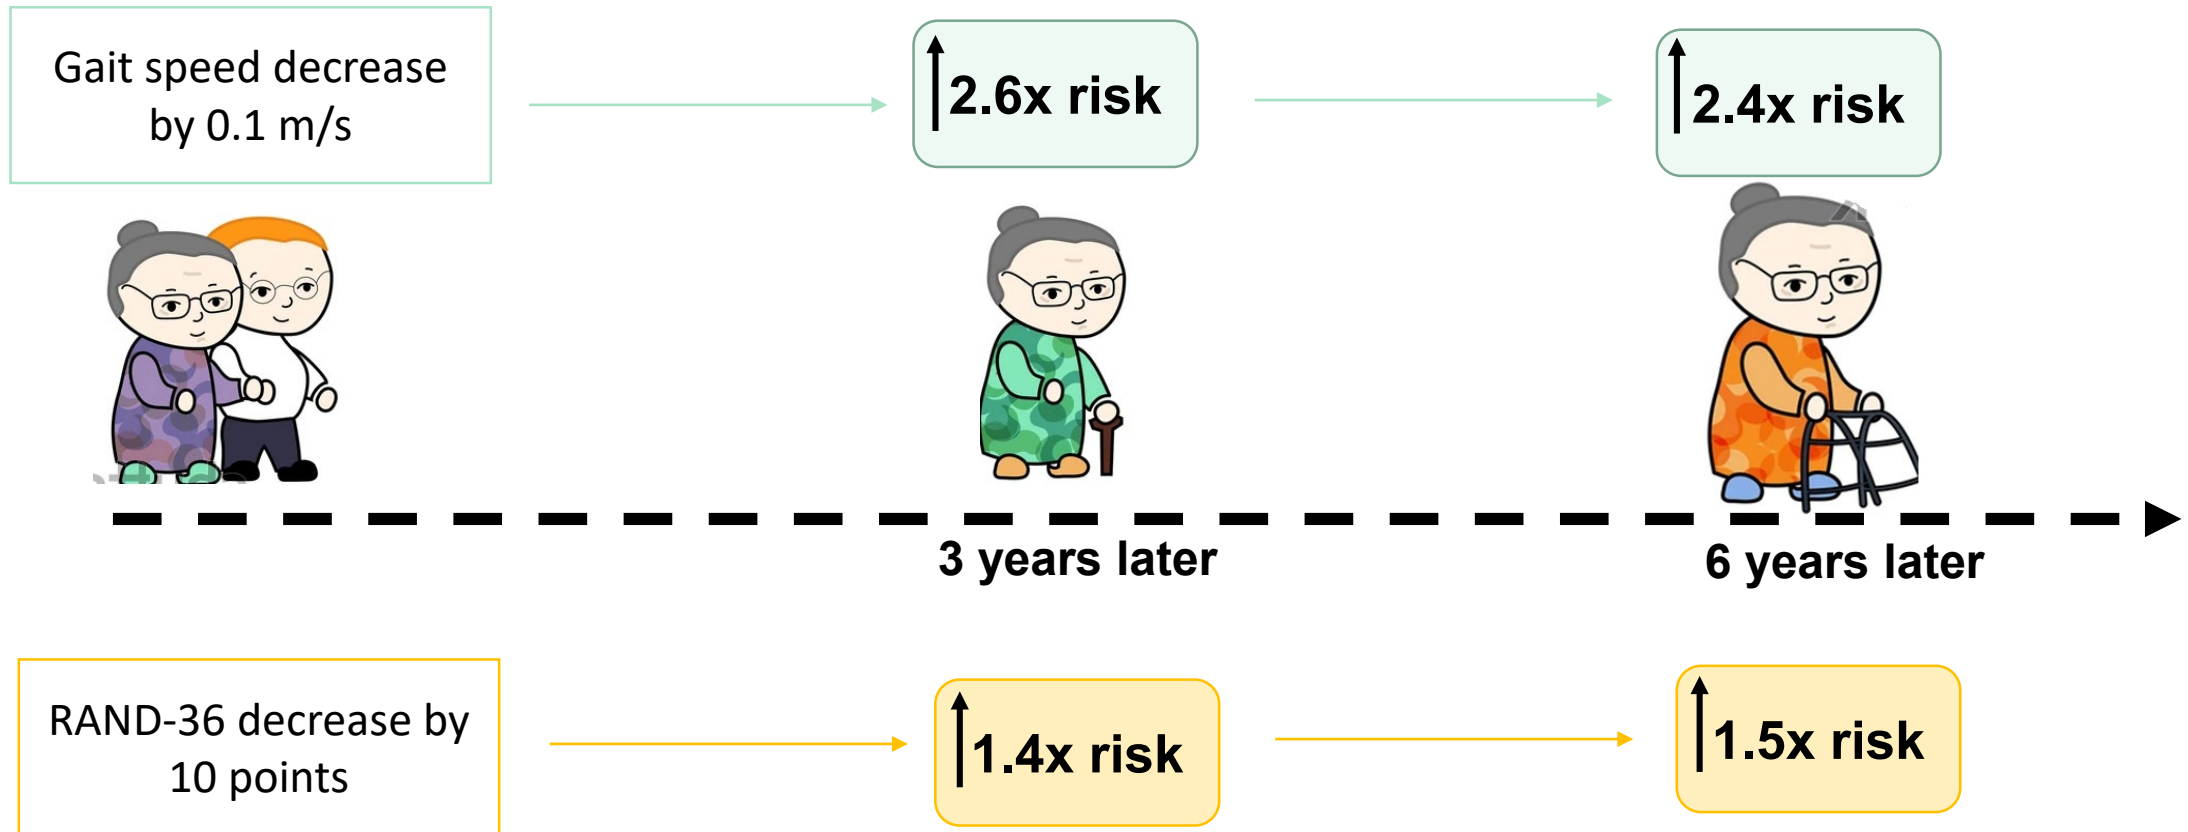 Gait speed decrease
by 0.1 m/s
2.6x risk
2.4x risk
3 years later
6 years later
RAND-36 decrease by
10 points
1.4x risk
1.5x risk